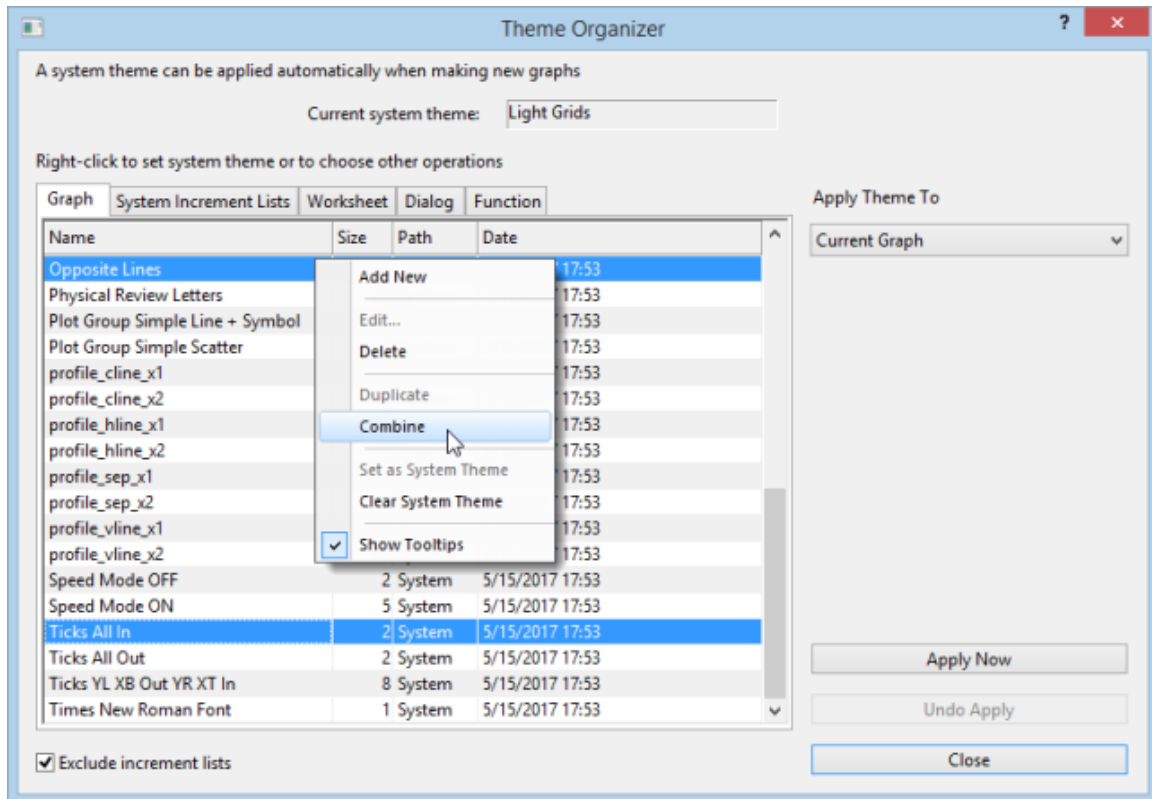 Theme Organizer ?
A system theme can be applied automatically when making new graphs
Current system theme: Light Grids
Right-click to set system theme or to choose other operations
Graph System Increment Lists Worksheet Dialog Function
Apply Theme To
Current Graph
Name Size Path Date
Opposite Lines 17:53
Physical Review Letters 17:53
Plot Group Simple Line + Symbol 17:53
Plot Group Simple Scatter 17:53
profile_cline_x1 17:53
profile_cline_x2 17:53
profile_hline_x1 17:53
profile_hline_x2 17:53
profile_sep_x1 17:53
profile_sep_x2 17:53
profile_vline_x1 17:53
profile_vline_x2 17:53
Speed Mode OFF 2 System 5/15/2017 17:53
Speed Mode ON 5 System 5/15/2017 17:53
Ticks All In 2 System 5/15/2017 17:53
Ticks All Out 2 System 5/15/2017 17:53
Ticks YL XB Out YR XT In 8 System 5/15/2017 17:53
Times New Roman Font 1 System 5/15/2017 17:53
Add New
Edit...
Delete
Duplicate
Combine
Set as System Theme
Clear System Theme
Show Tooltips
Apply Now
Undo Apply
Close
Exclude increment lists